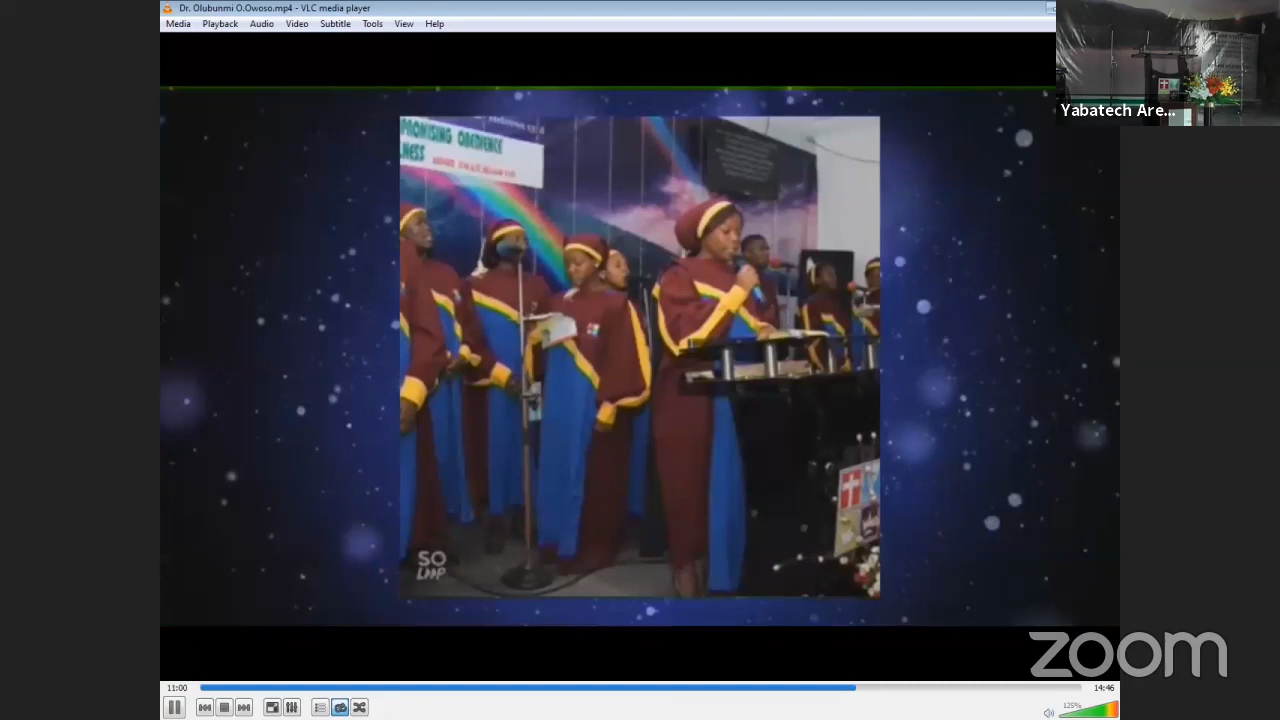 Dr. Olubunmi O.Owoso.mp4 - VLC media player
Media Playback Audio Video Subtitle Tools View Help
Yabatech Are...
PROMISING OBEDIENCE
NESS
SO
LOOP
zoom
11:00
14:46
125%